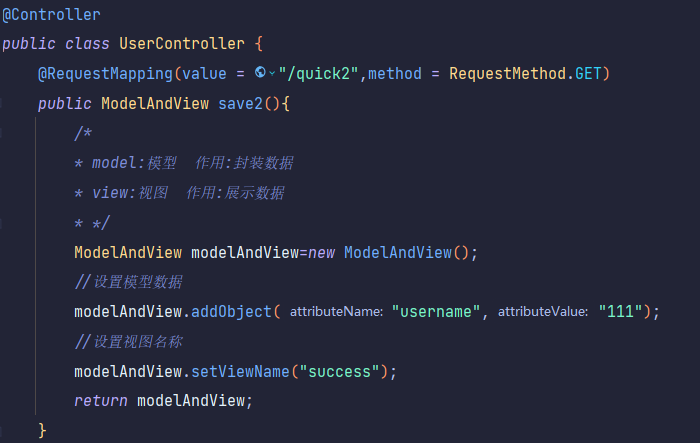 @Controller
public class UserController {
@RequestMapping(value = "/quick2",method = RequestMethod.GET)
public ModelAndView save2(){
/*
* model:模型 作用:封装数据
* view:视图 作用:展示数据
* */
ModelAndView modelAndView=new ModelAndView();
//设置模型数据
modelAndView.addObject( attributeName: "username", attributeValue: "111");
//设置视图名称
modelAndView.setViewName("success");
return modelAndView;
}